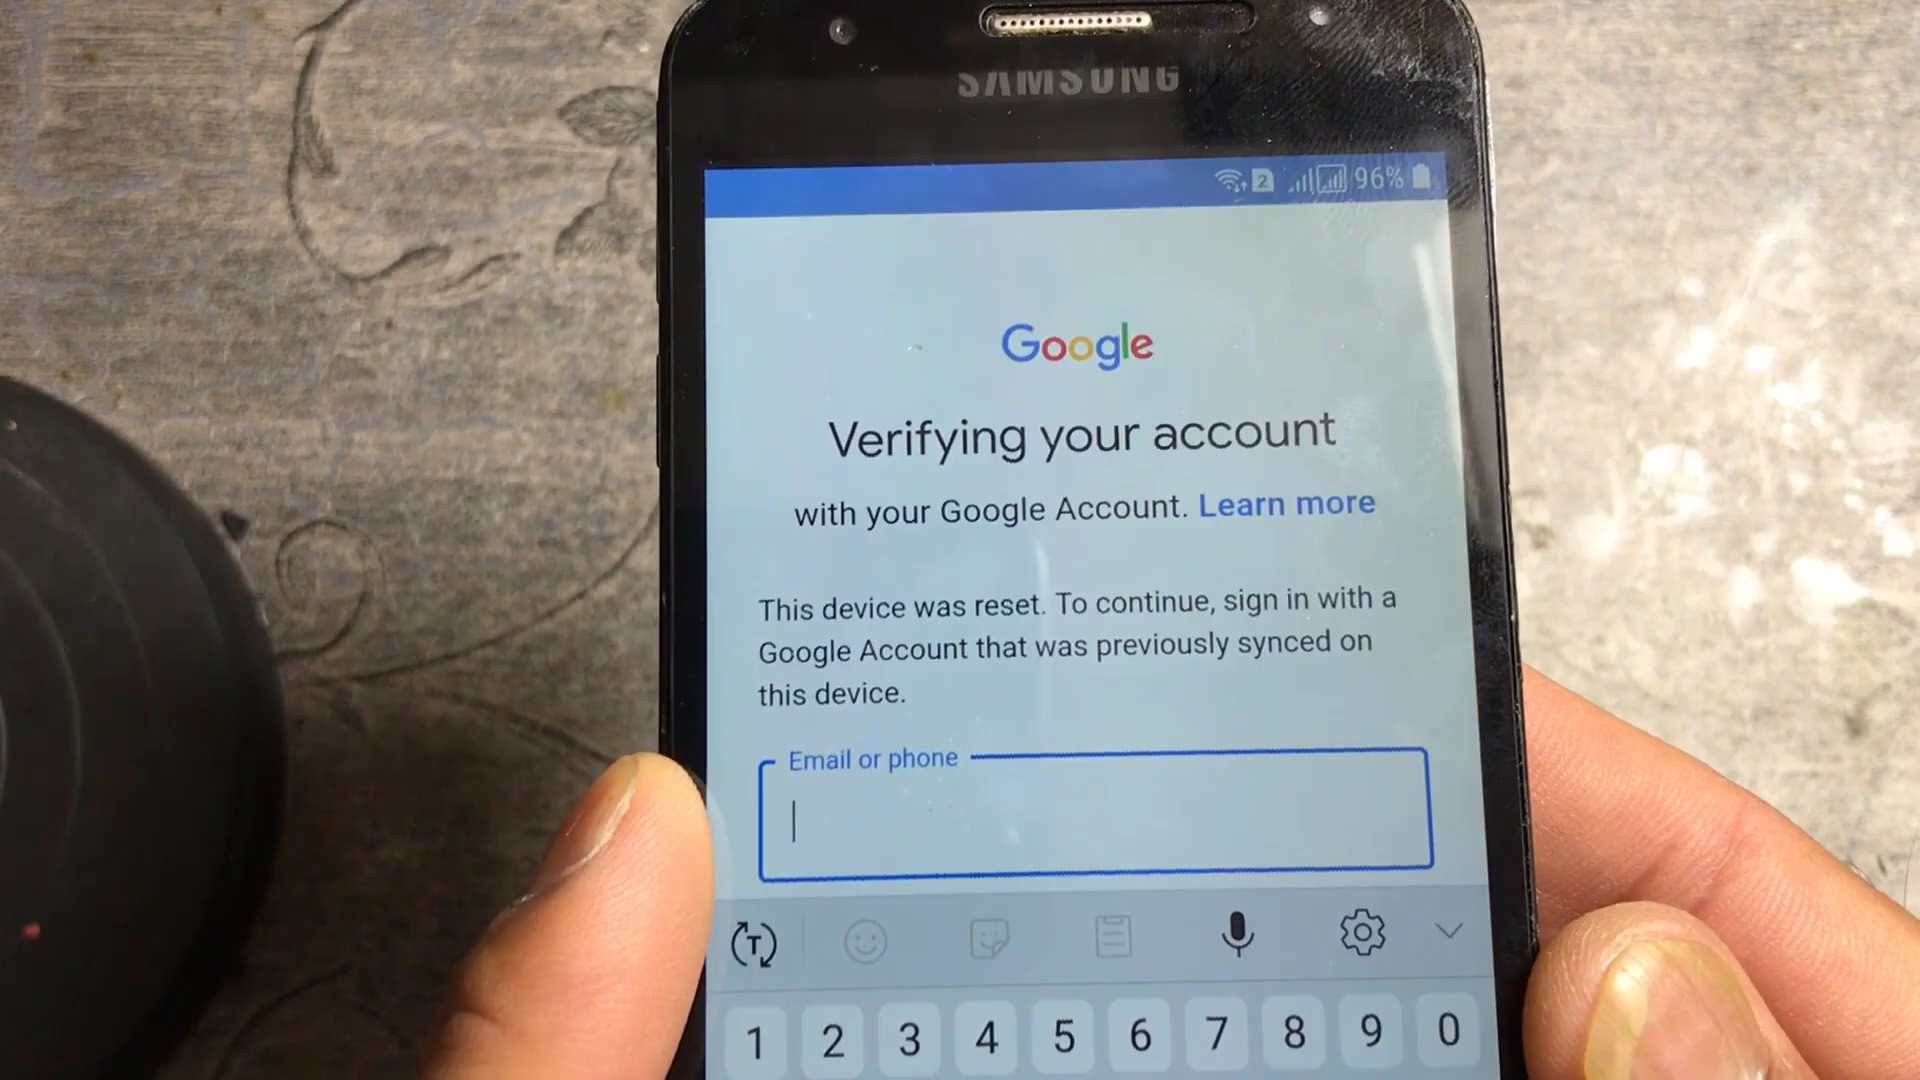 SAMSUNG
2 96%
Google
Verifying your account
with your Google Account. Learn more
This device was reset. To continue, sign in with a
Google Account that was previously synced on
this device.
Email or phone
T
1 2 3 4 5 6 7 8 9 0